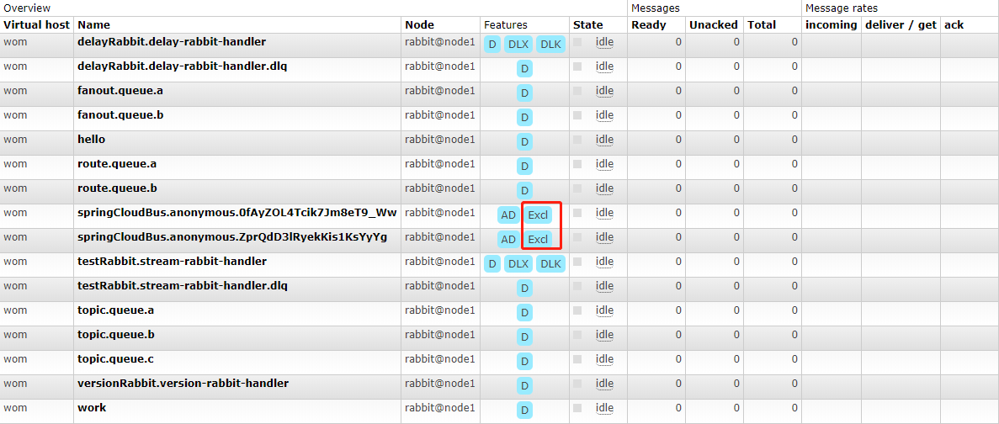 Overview Messages Message rates
Virtual host Name Node Features State Ready Unacked Total incoming deliver / get ack
wom delayRabbit.delay-rabbit-handler rabbit@node1 D DLX DLK idle 0 0 0
wom delayRabbit.delay-rabbit-handler.dlq rabbit@node1 D idle 0 0 0
wom fanout.queue.a rabbit@node1 D idle 0 0 0
wom fanout.queue.b rabbit@node1 D idle 0 0 0
wom hello rabbit@node1 D idle 0 0 0
wom route.queue.a rabbit@node1 D idle 0 0 0
wom route.queue.b rabbit@node1 D idle 0 0 0
wom springCloudBus.anonymous.0fAyZOL4Tcik7Jm8eT9_Ww rabbit@node1 AD Excl idle 0 0 0
wom springCloudBus.anonymous.ZprQdD3lRyekKis1KsYyYg rabbit@node1 AD Excl idle 0 0 0
wom testRabbit.stream-rabbit-handler rabbit@node1 D DLX DLK idle 0 0 0
wom testRabbit.stream-rabbit-handler.dlq rabbit@node1 D idle 0 0 0
wom topic.queue.a rabbit@node1 D idle 0 0 0
wom topic.queue.b rabbit@node1 D idle 0 0 0
wom topic.queue.c rabbit@node1 D idle 0 0 0
wom versionRabbit.version-rabbit-handler rabbit@node1 D idle 0 0 0
wom work rabbit@node1 D idle 0 0 0